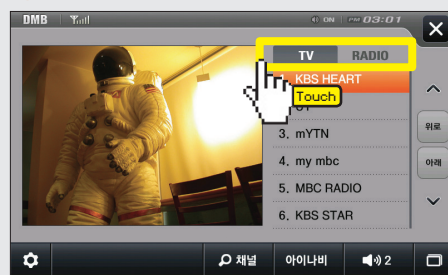 DMB
ON PM 03:01
TV RADIO
1. KBS HEART
Touch
3. mYTN
4. my mbc
5. MBC RADIO
6. KBS STAR
위로
아래
채널 아이나비 2